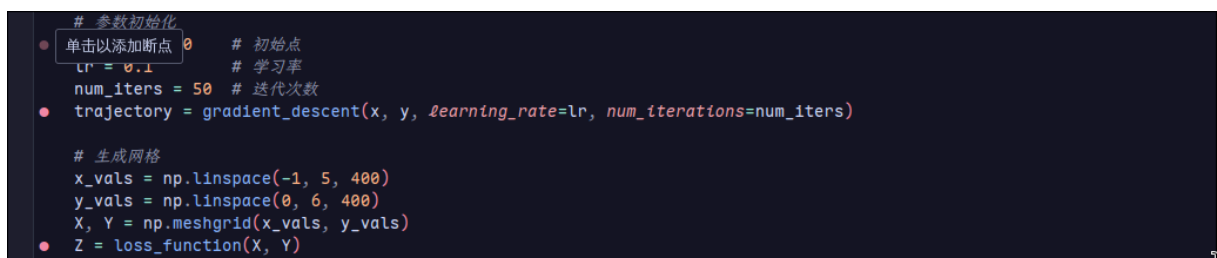 # 参数初始化
单击以添加断点 0 # 初始点
lr = 0.1 # 学习率
num_iters = 50 # 迭代次数
trajectory = gradient_descent(x, y, learning_rate=lr, num_iterations=num_iters)
# 生成网格
x_vals = np.linspace(-1, 5, 400)
y_vals = np.linspace(0, 6, 400)
X, Y = np.meshgrid(x_vals, y_vals)
Z = loss_function(X, Y)